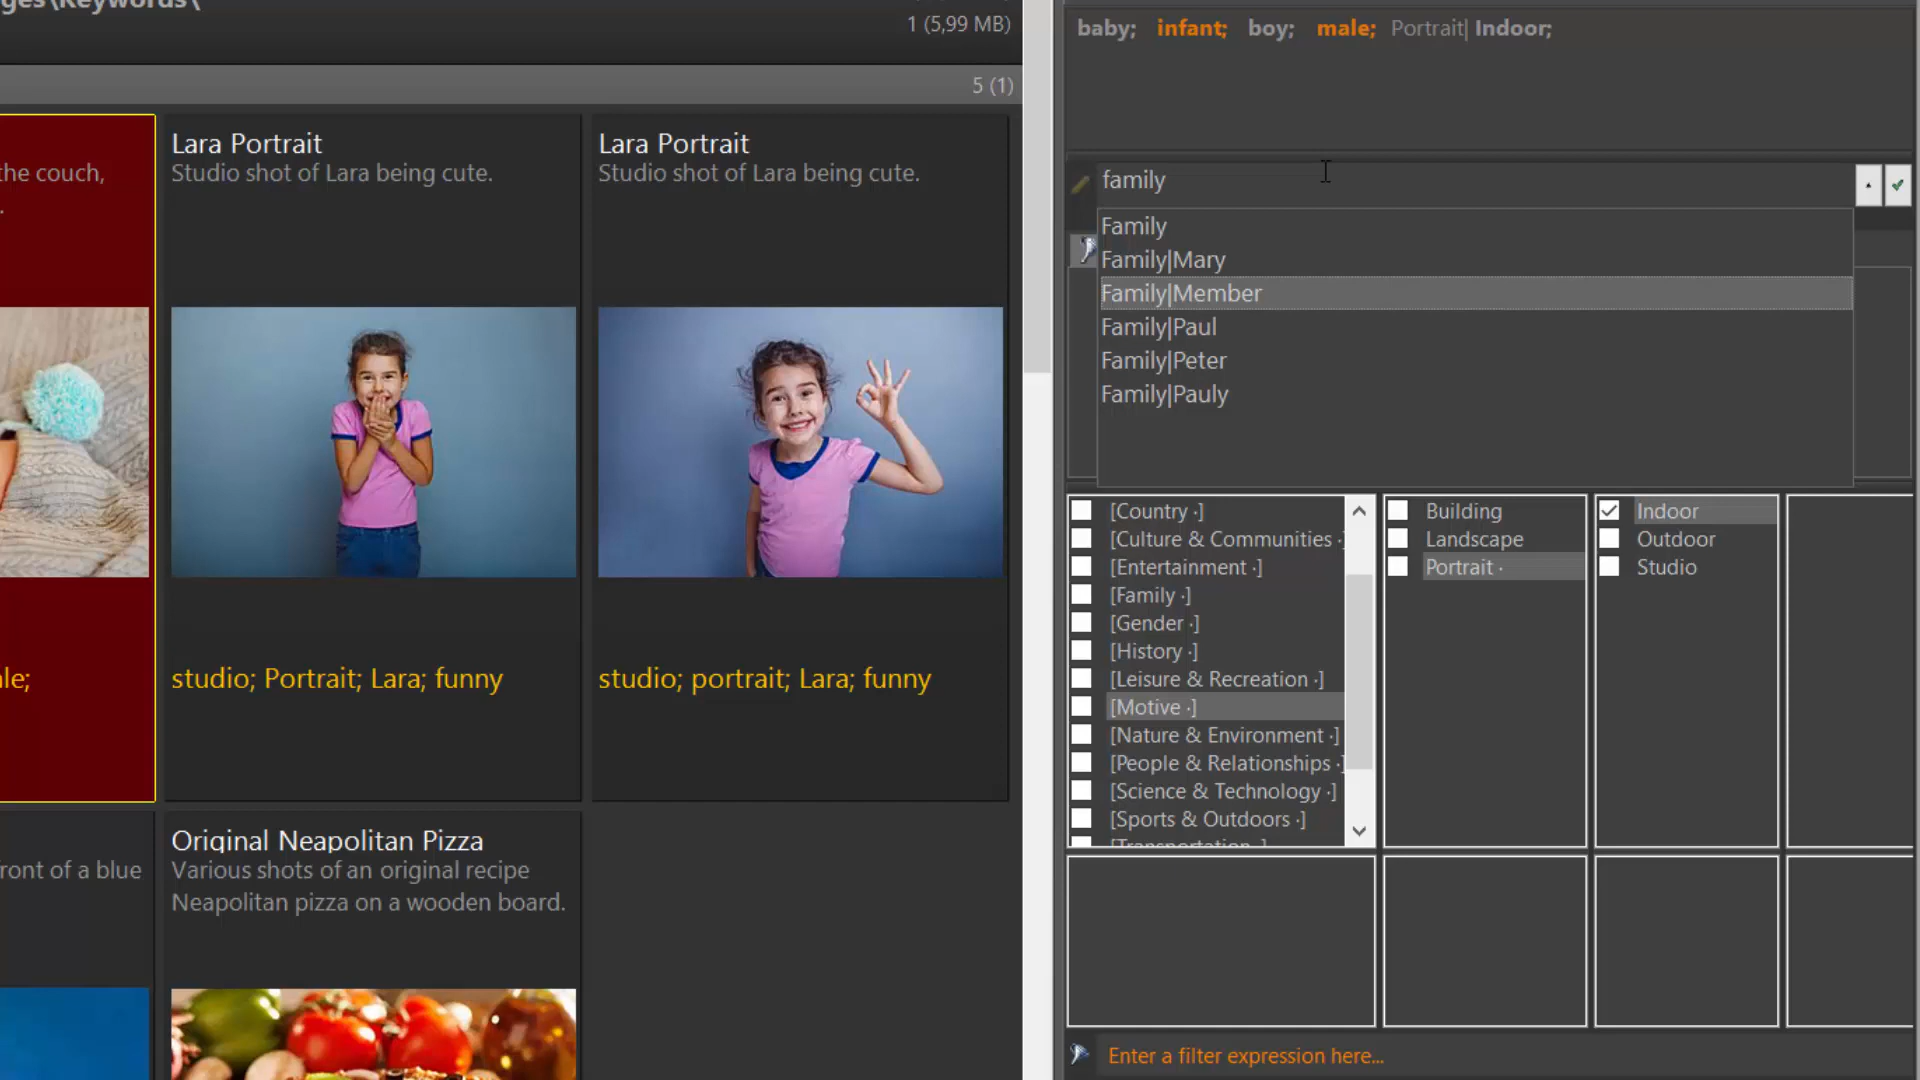 ges\Keywords\
1 (5,99 MB)
5 (1)
the couch,
.
le;
Lara Portrait
Studio shot of Lara being cute.
studio; Portrait; Lara; funny
Lara Portrait
Studio shot of Lara being cute.
studio; portrait; Lara; funny
ront of a blue
Original Neapolitan Pizza
Various shots of an original recipe
Neapolitan pizza on a wooden board.
baby; infant; boy; male; Portrait| Indoor;
family
Family
Family|Mary
Family|Member
Family|Paul
Family|Peter
Family|Pauly
[Country ·]
[Culture & Communities ·]
[Entertainment ·]
[Family ·]
[Gender ·]
[History ·]
[Leisure & Recreation ·]
[Motive ·]
[Nature & Environment ·]
[People & Relationships ·]
[Science & Technology ·]
[Sports & Outdoors ·]
[Transportation ·]
Building
Landscape
Portrait ·
Indoor
Outdoor
Studio
Enter a filter expression here...